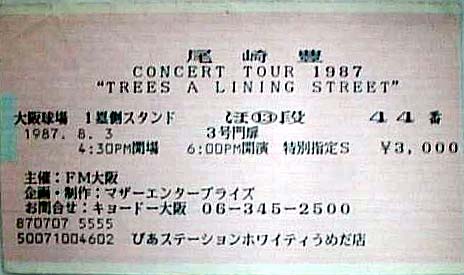 尾崎豊
CONCERT TOUR 1987
"TREES A LINING STREET"
大阪球場 1塁側スタンド 段 44番
1987. 8. 3 3号門扉
4:30PM開場 6:00PM開演 特別指定S ¥3,000
主催：FM大阪
企画・制作：マザーエンタープライズ
お問合せ：キョードー大阪 06-345-2500
870707 5555
50071004602 ぴあステーションホワイティうめだ店